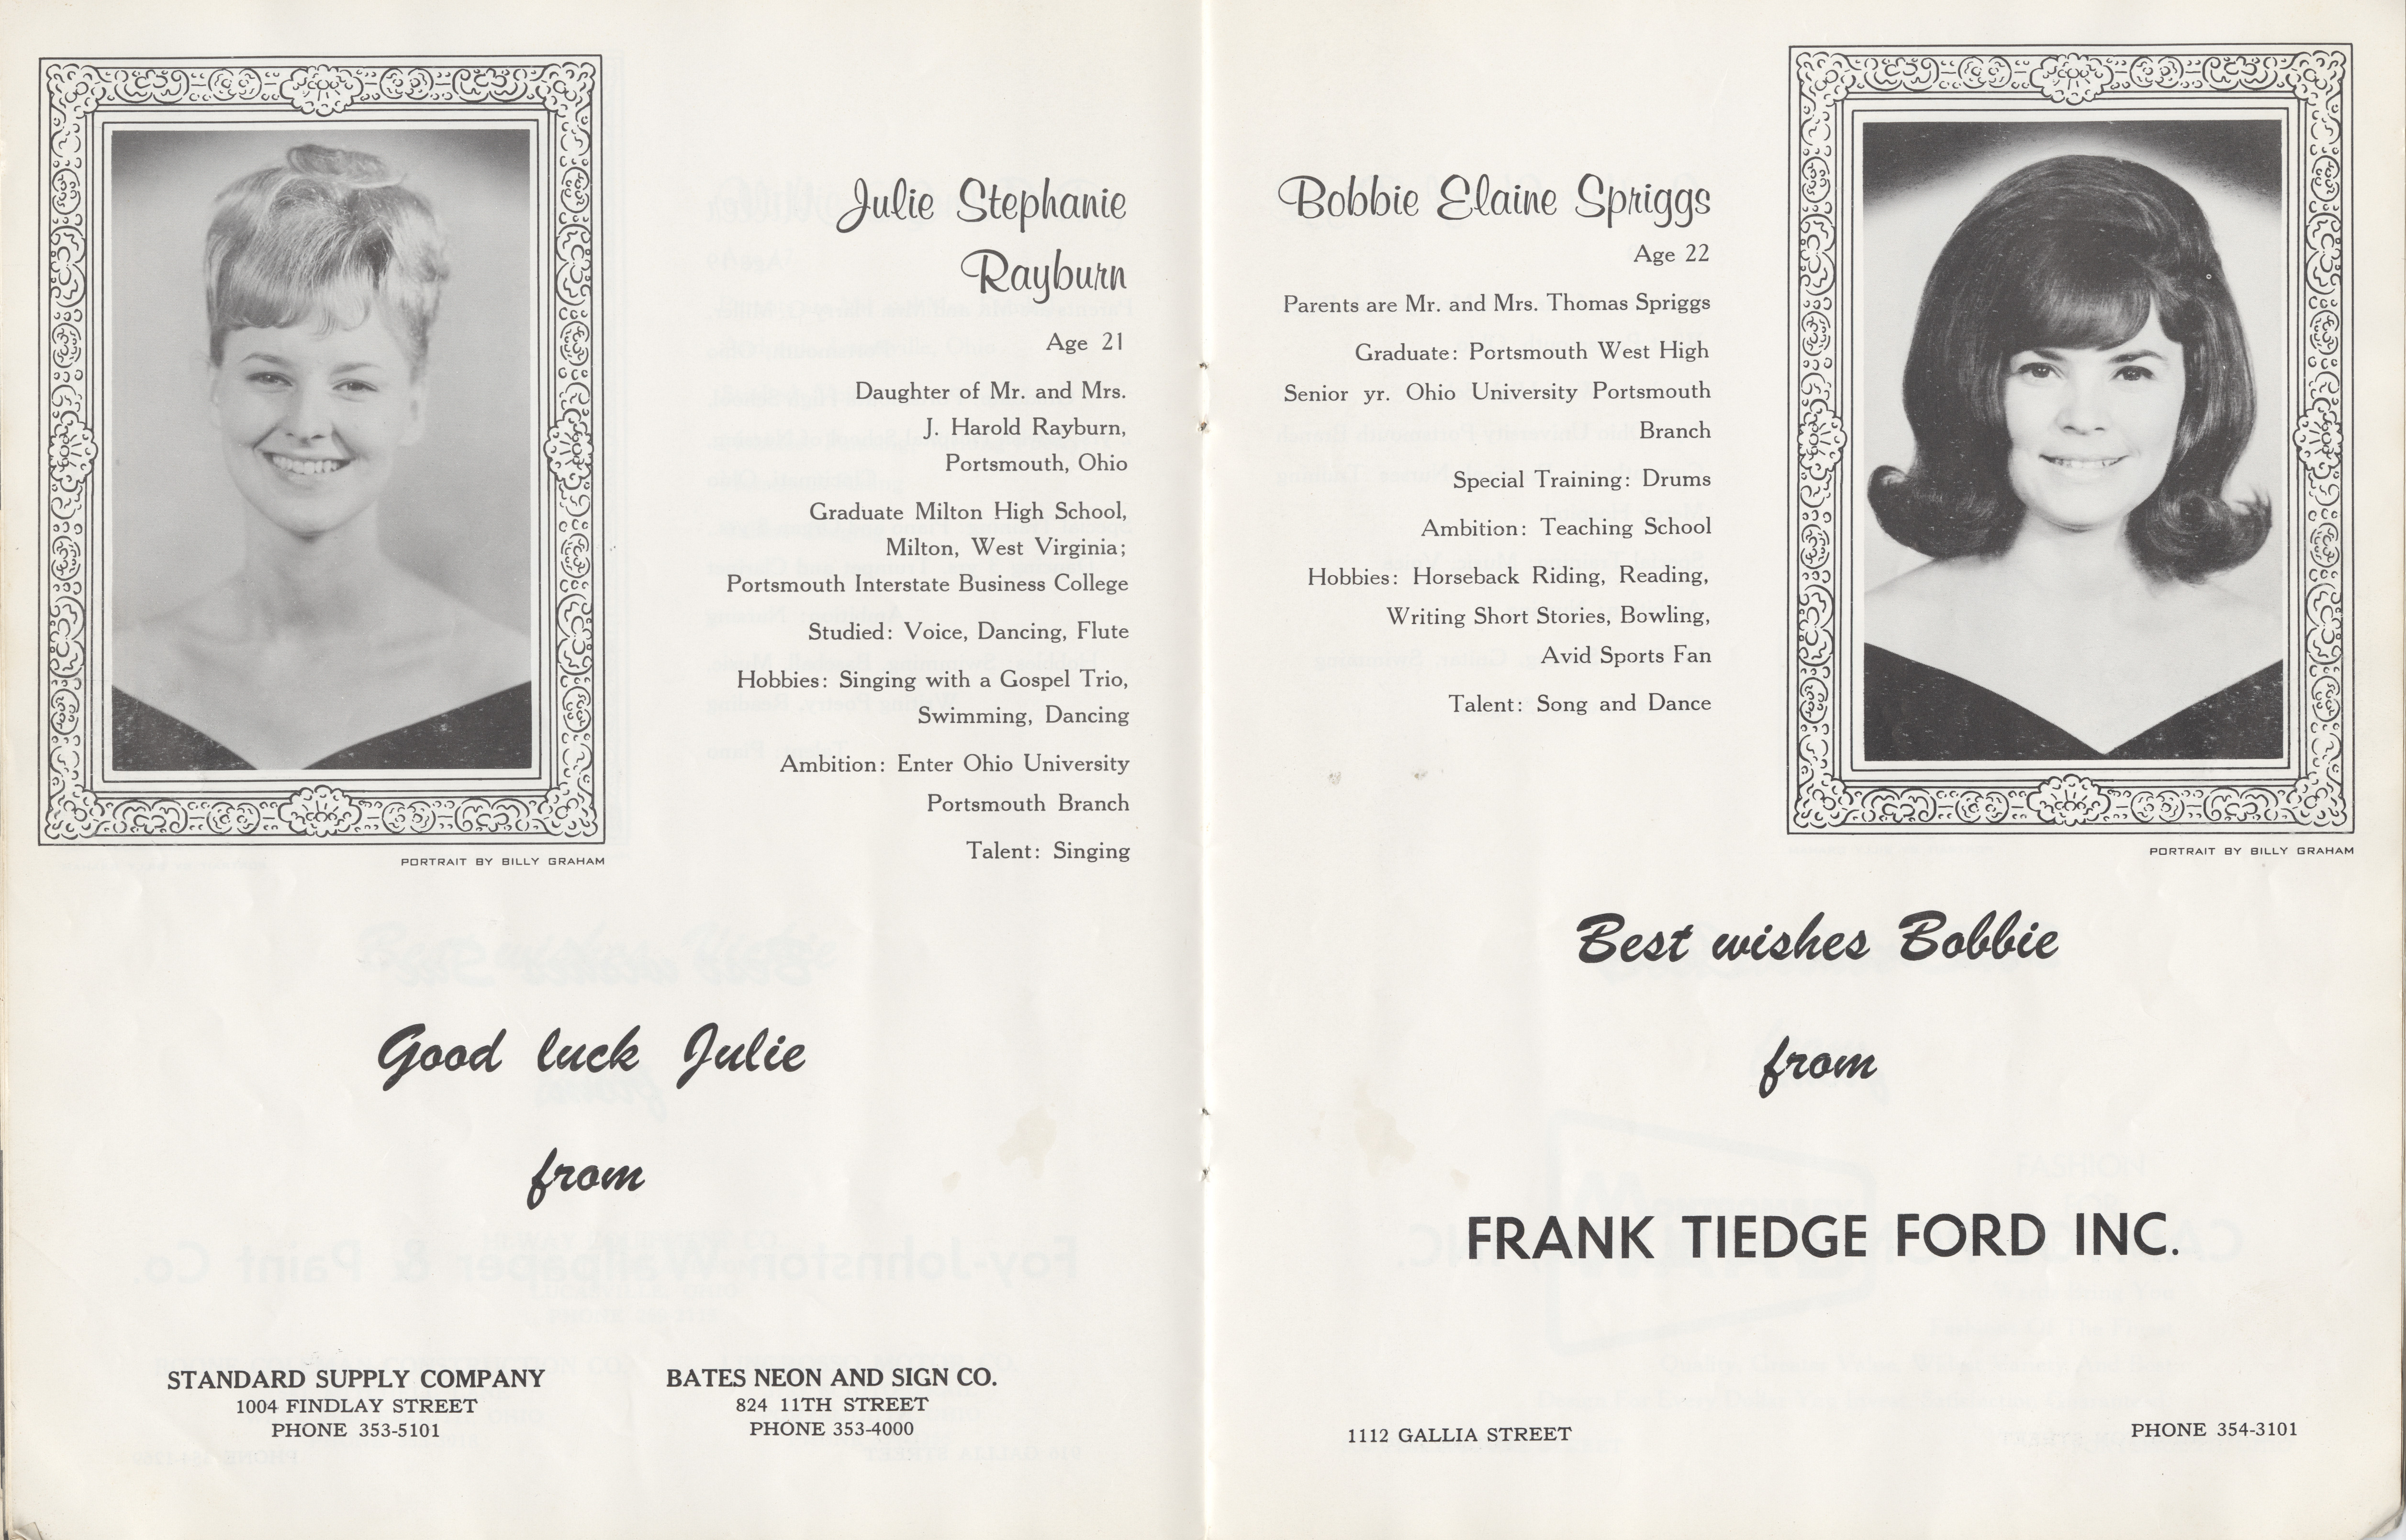 Julie Stephanie
Rayburn
Age 21
Daughter of Mr. and Mrs.
J. Harold Rayburn,
Portsmouth, Ohio
Graduate Milton High School,
Milton, West Virginia;
Portsmouth Interstate Business College
Studied: Voice, Dancing, Flute
Hobbies: Singing with a Gospel Trio,
Swimming, Dancing
Ambition: Enter Ohio University
Portsmouth Branch
Talent: Singing
PORTRAIT BY BILLY GRAHAM
Good luck Julie
from
STANDARD SUPPLY COMPANY
1004 FINDLAY STREET
PHONE 353-5101
BATES NEON AND SIGN CO.
824 11TH STREET
PHONE 353-4000
Bobbie Elaine Spriggs
Age 22
Parents are Mr. and Mrs. Thomas Spriggs
Graduate: Portsmouth West High
Senior yr. Ohio University Portsmouth
Branch
Special Training: Drums
Ambition: Teaching School
Hobbies: Horseback Riding, Reading,
Writing Short Stories, Bowling,
Avid Sports Fan
Talent: Song and Dance
PORTRAIT BY BILLY GRAHAM
Best wishes Bobbie
from
FRANK TIEDGE FORD INC.
1112 GALLIA STREET
PHONE 354-3101